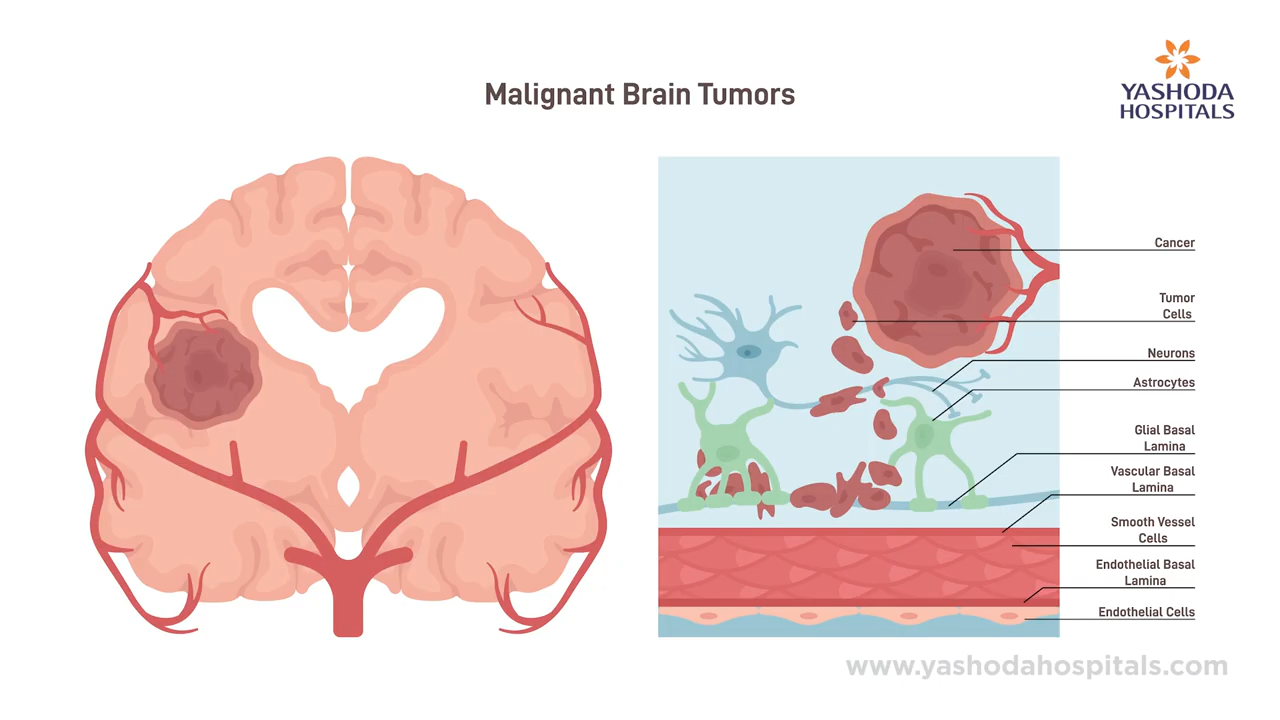 Malignant Brain Tumors
YASHODA
HOSPITALS
Cancer
Tumor
Cells
Neurons
Astrocytes
Glial Basal
Lamina
Vascular Basal
Lamina
Smooth Vessel
Cells
Endothelial Basal
Lamina
Endothelial Cells
www.yashodahospitals.com